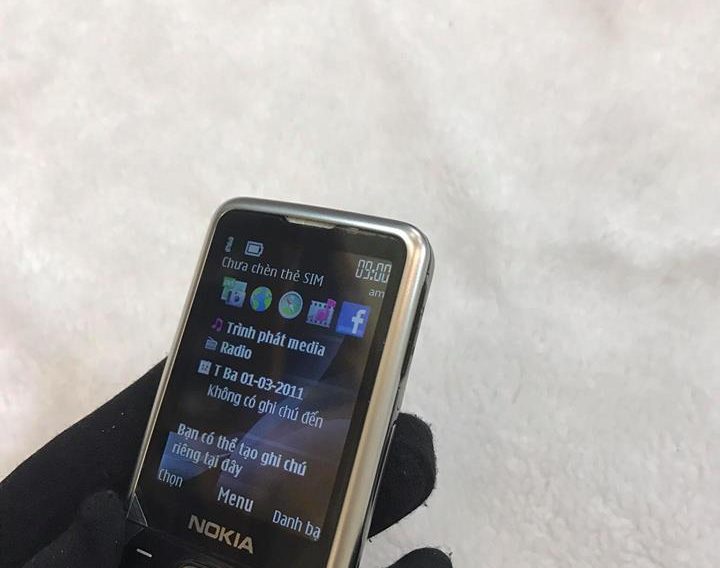 Chưa chèn thẻ SIM
09:00
am
f
Trình phát media
Radio
T Ba 01-03-2011
Không có ghi chú đến
Bạn có thể tạo ghi chú
riêng tại đây
Chọn
Menu
Danh bạ
NOKIA